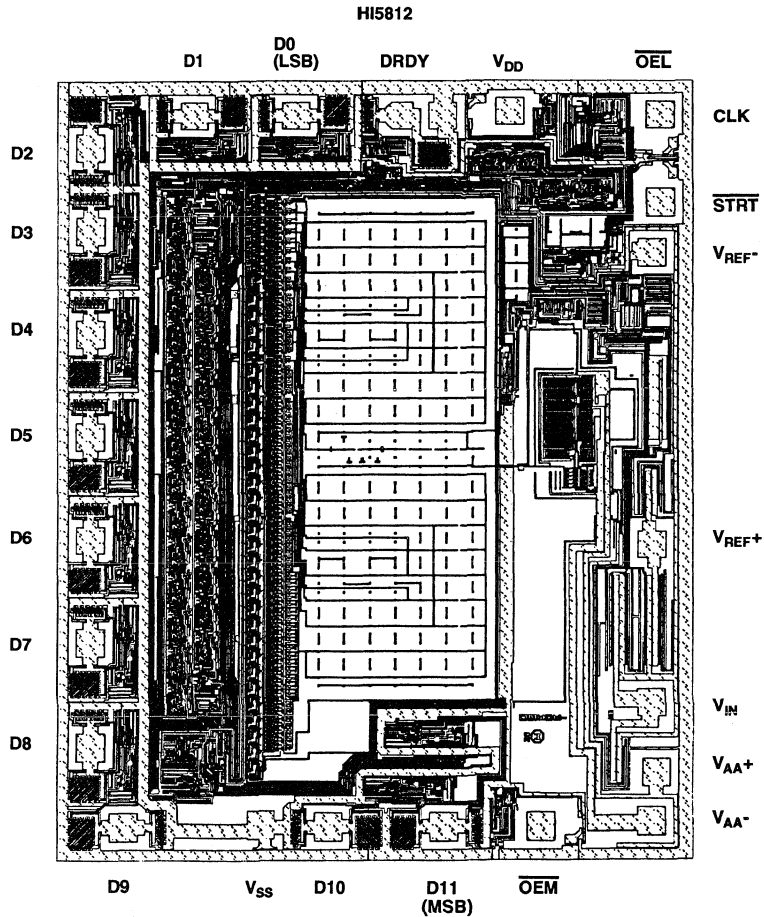 HI5812
D1
D0
(LSB)
DRDY
VDD
OEL
CLK
D2
STRT
D3
VREF-
D4
D5
D6
VREF+
D7
VIN
D8
VAA+
VAA-
D9
VSS
D10
D11
(MSB)
OEM